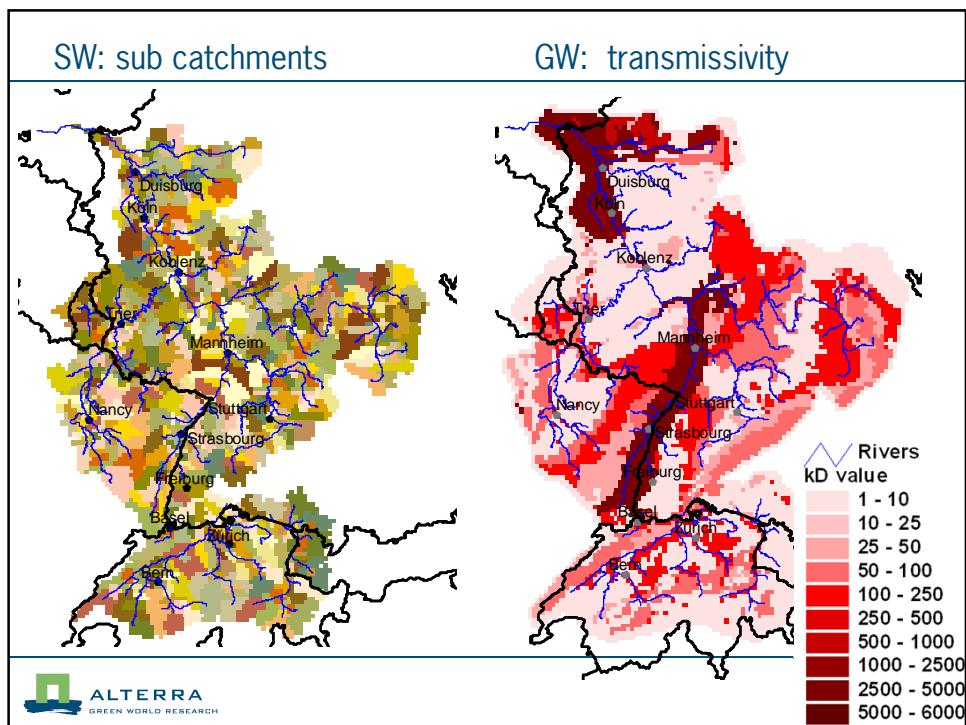 SW: sub catchments
GW: transmissivity
Duisburg
Köln
Koblenz
Trier
Mannheim
Nancy
Stuttgart
Strasbourg
Freiburg
Basel
Zürich
Bern
Duisburg
Köln
Koblenz
Trier
Mannheim
Nancy
Stuttgart
Strasbourg
Freiburg
Basel
Zürich
Bern
Rivers
kD value
1 - 10
10 - 25
25 - 50
50 - 100
100 - 250
250 - 500
500 - 1000
1000 - 2500
2500 - 5000
5000 - 6000
ALTERRA
GREEN WORLD RESEARCH